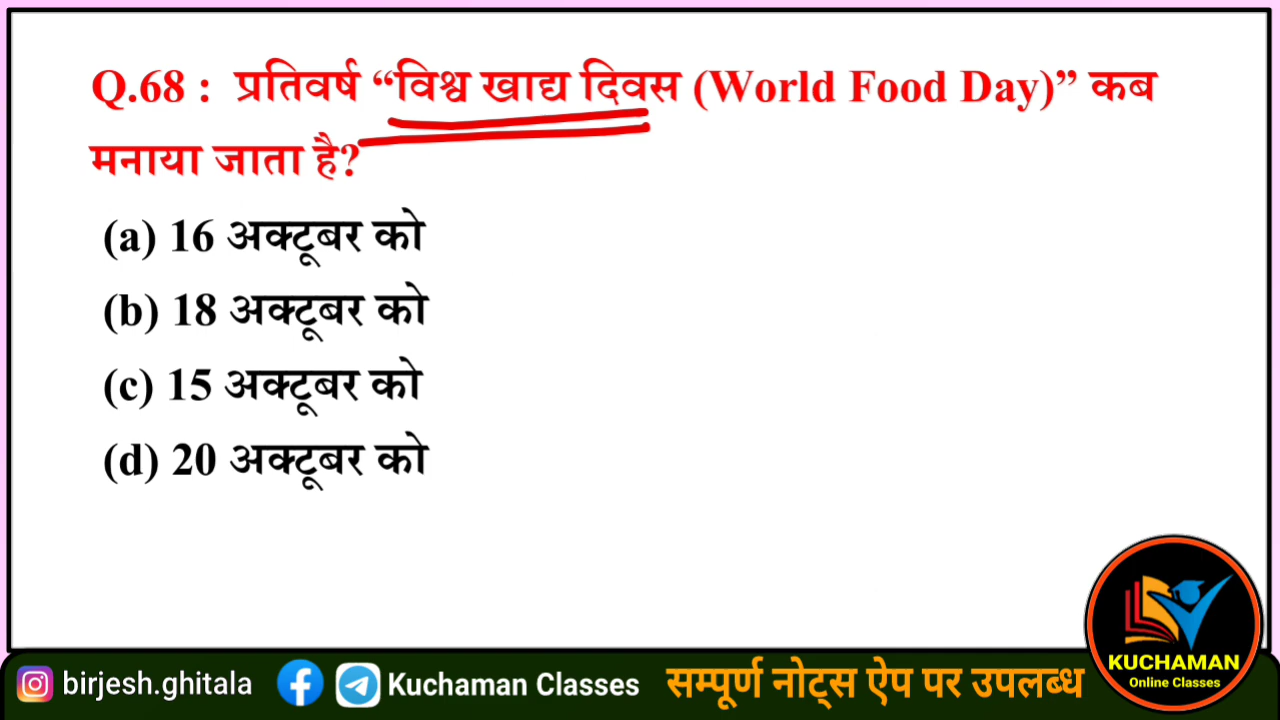 Q.68 : प्रतिवर्ष “विश्व खाद्य दिवस (World Food Day)” कब
मनाया जाता है?
(a) 16 अक्टूबर को
(b) 18 अक्टूबर को
(c) 15 अक्टूबर को
(d) 20 अक्टूबर को
KUCHAMAN
Online Classes
birjesh.ghitala Kuchaman Classes सम्पूर्ण नोट्स ऐप पर उपलब्ध